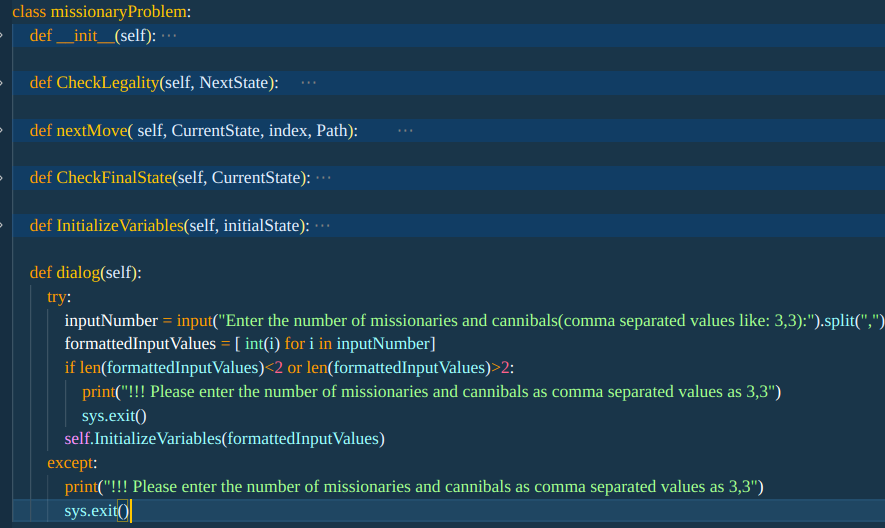 class missionaryProblem:
def __init__(self): ···
def CheckLegality(self, NextState): ···
def nextMove( self, CurrentState, index, Path): ···
def CheckFinalState(self, CurrentState): ···
def InitializeVariables(self, initialState): ···
def dialog(self):
try:
inputNumber = input("Enter the number of missionaries and cannibals(comma separated values like: 3,3):").split(",")
formattedInputValues = [ int(i) for i in inputNumber]
if len(formattedInputValues)<2 or len(formattedInputValues)>2:
print("!!! Please enter the number of missionaries and cannibals as comma separated values as 3,3")
sys.exit()
self.InitializeVariables(formattedInputValues)
except:
print("!!! Please enter the number of missionaries and cannibals as comma separated values as 3,3")
sys.exit()